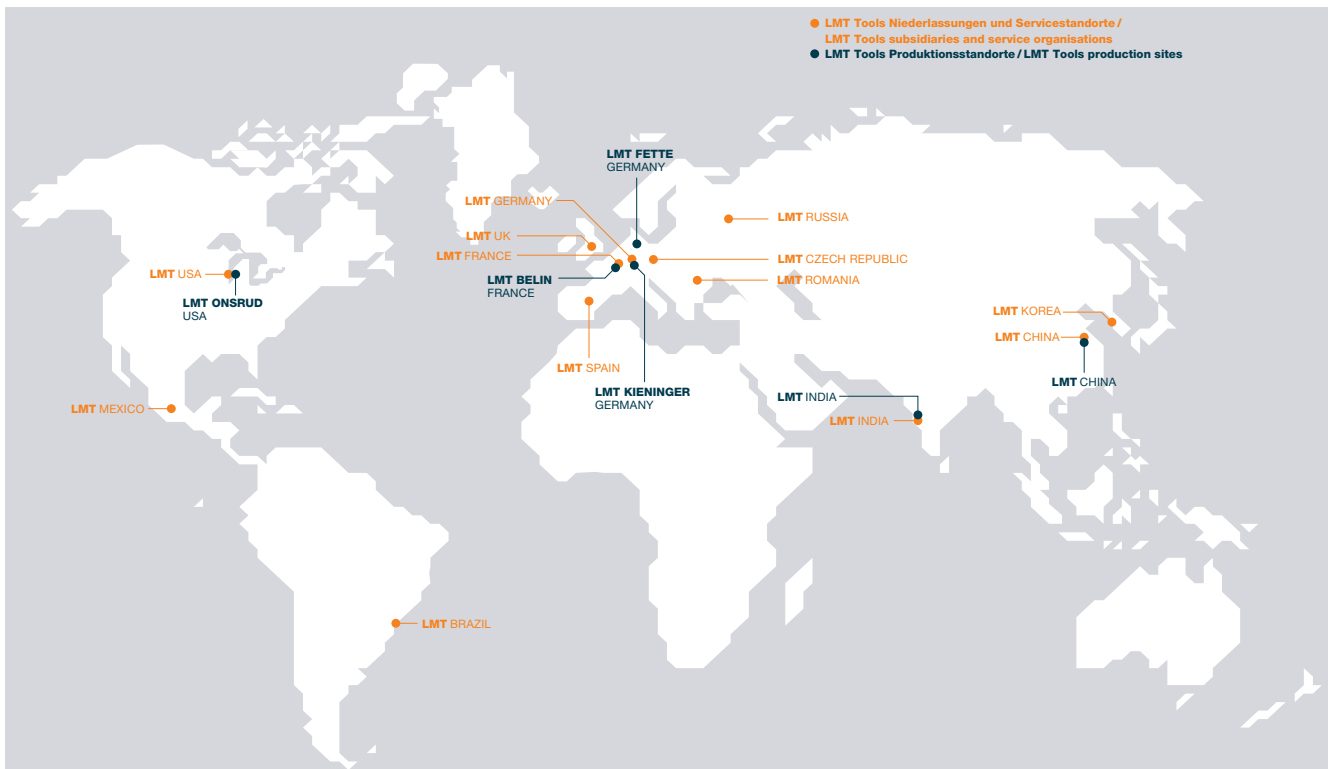 LMT Tools Niederlassungen und Servicestandorte /
LMT Tools subsidiaries and service organisations
LMT Tools Produktionsstandorte / LMT Tools production sites
LMT FETTE
GERMANY
LMT GERMANY
LMT RUSSIA
LMT UK
LMT FRANCE
LMT CZECH REPUBLIC
LMT USA
LMT BELIN
FRANCE
LMT ROMANIA
LMT ONSRUD
USA
LMT KOREA
LMT CHINA
LMT SPAIN
LMT CHINA
LMT KIENINGER
GERMANY
LMT INDIA
LMT MEXICO
LMT INDIA
LMT BRAZIL